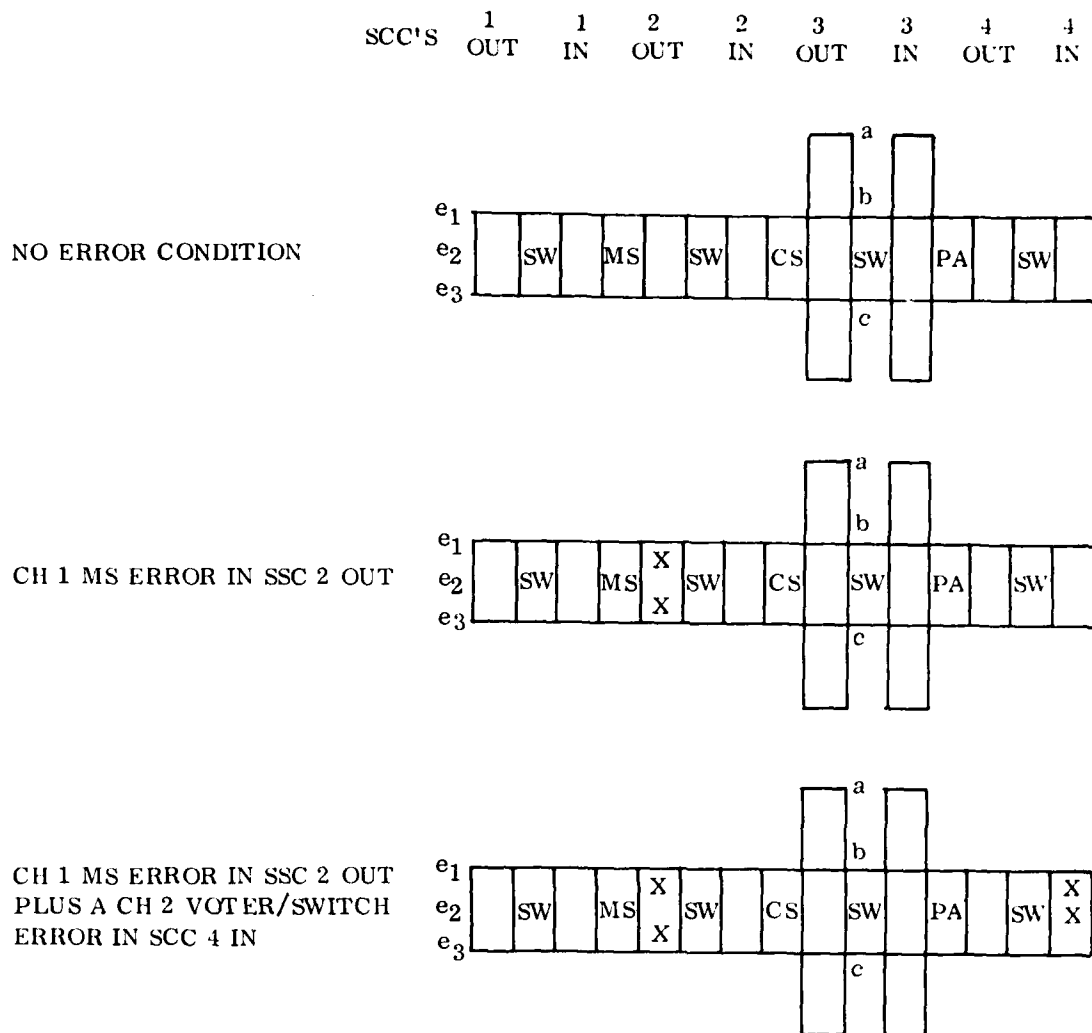 SCC'S 1 OUT 1 IN 2 OUT 2 IN 3 OUT 3 IN 4 OUT 4 IN
a
b
e1
NO ERROR CONDITION e2 SW MS SW CS SW PA SW
e3
c
a
b
e1
X
CH 1 MS ERROR IN SSC 2 OUT e2 SW MS SW CS SW PA SW
X
e3
c
a
b
e1
CH 1 MS ERROR IN SSC 2 OUT X X
PLUS A CH 2 VOTER/SWITCH e2 SW MS SW CS SW PA SW X
ERROR IN SCC 4 IN e3 X
c